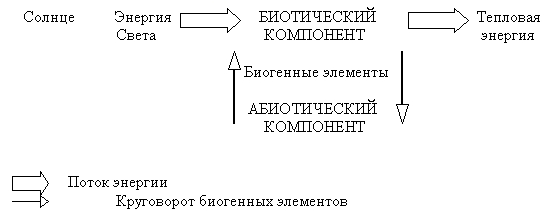 Солнце Энергия БИОТИЧЕСКИЙ Тепловая
Света КОМПОНЕНТ энергия
Биогенные элементы
АБИОТИЧЕСКИЙ
КОМПОНЕНТ
Поток энергии
Круговорот биогенных элементов